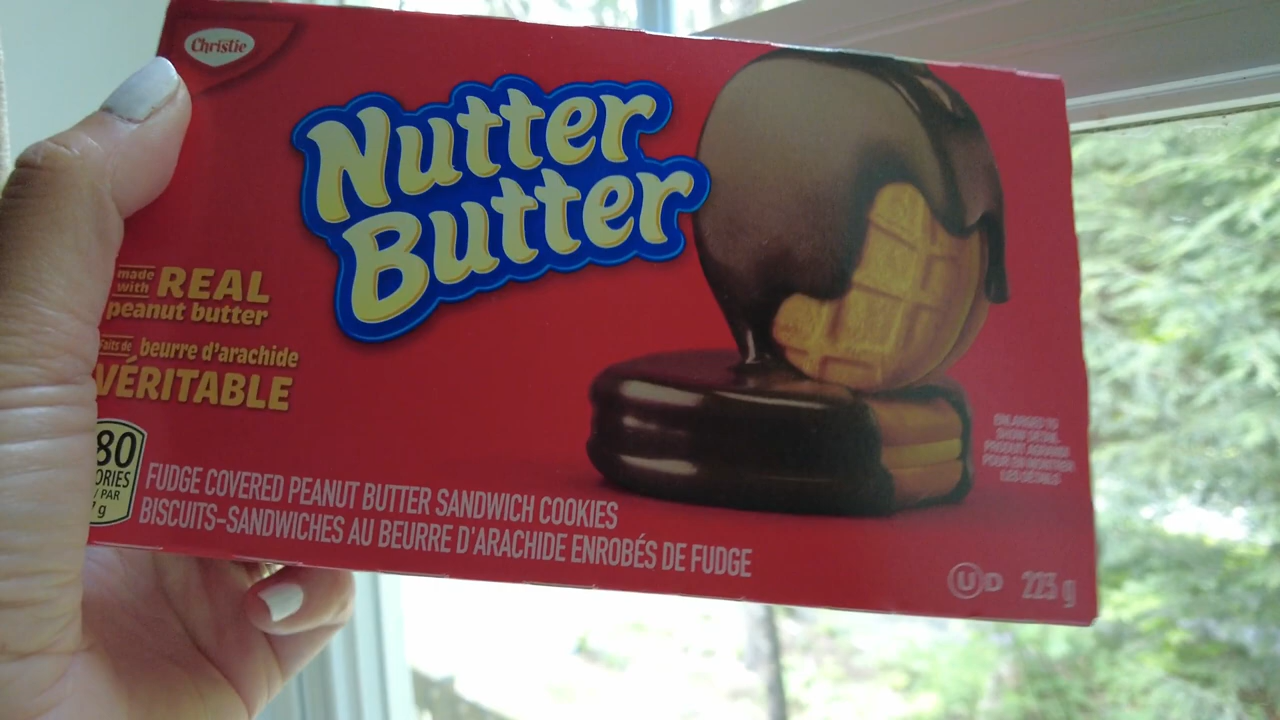 Christie
Nutter
Butter
made
with REAL
peanut butter
Faits de beurre d'arachide
VÉRITABLE
80
ORIES
/ PAR
7 g
FUDGE COVERED PEANUT BUTTER SANDWICH COOKIES
BISCUITS-SANDWICHES AU BEURRE D'ARACHIDE ENROBÉS DE FUDGE
ENLARGED TO
SHOW DETAIL
PRODUIT AGRANDI
POUR EN MONTRER
LES DÉTAILS
U D 225 g